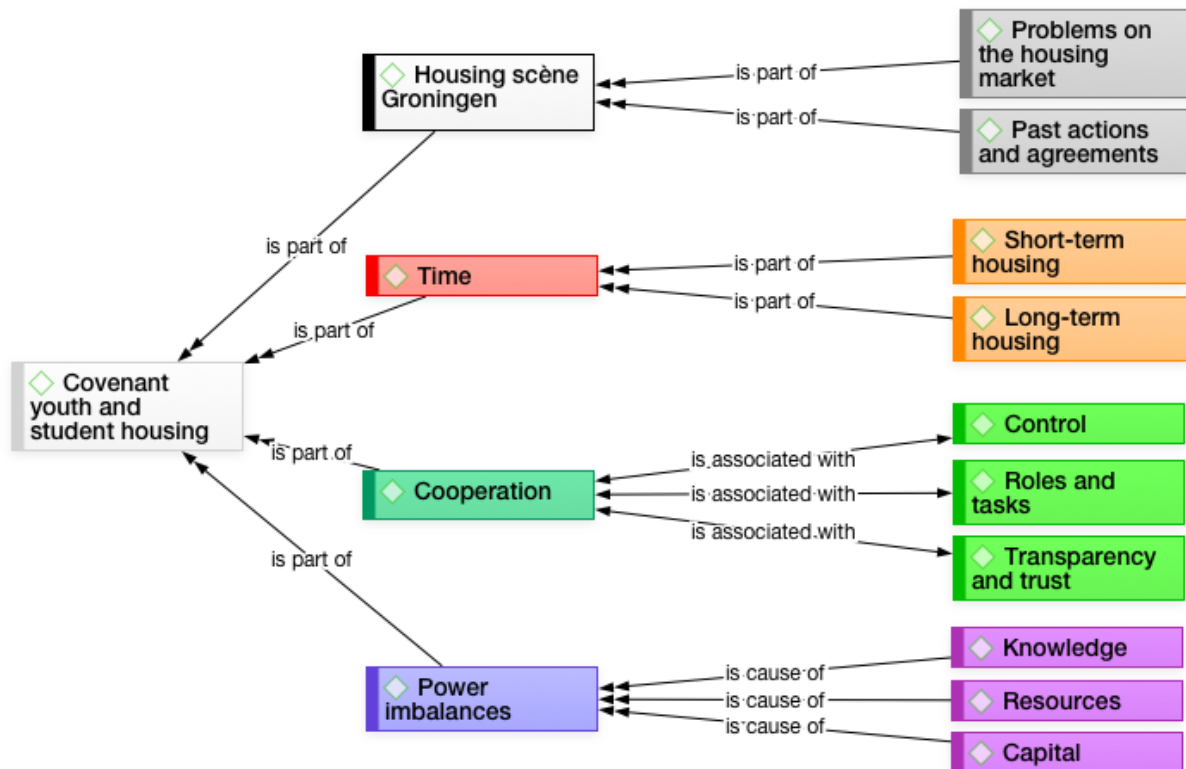 Problems on
the housing
market
Housing scène
Groningen
is part of
is part of
Past actions
and agreements
is part of
Short-term
housing
Time
is part of
is part of
Long-term
housing
is part of
Covenant
youth and
student housing
Control
is part of
is associated with
Cooperation
is associated with
Roles and
tasks
is associated with
Transparency
and trust
is part of
Knowledge
Power
imbalances
is cause of
is cause of
Resources
is cause of
Capital